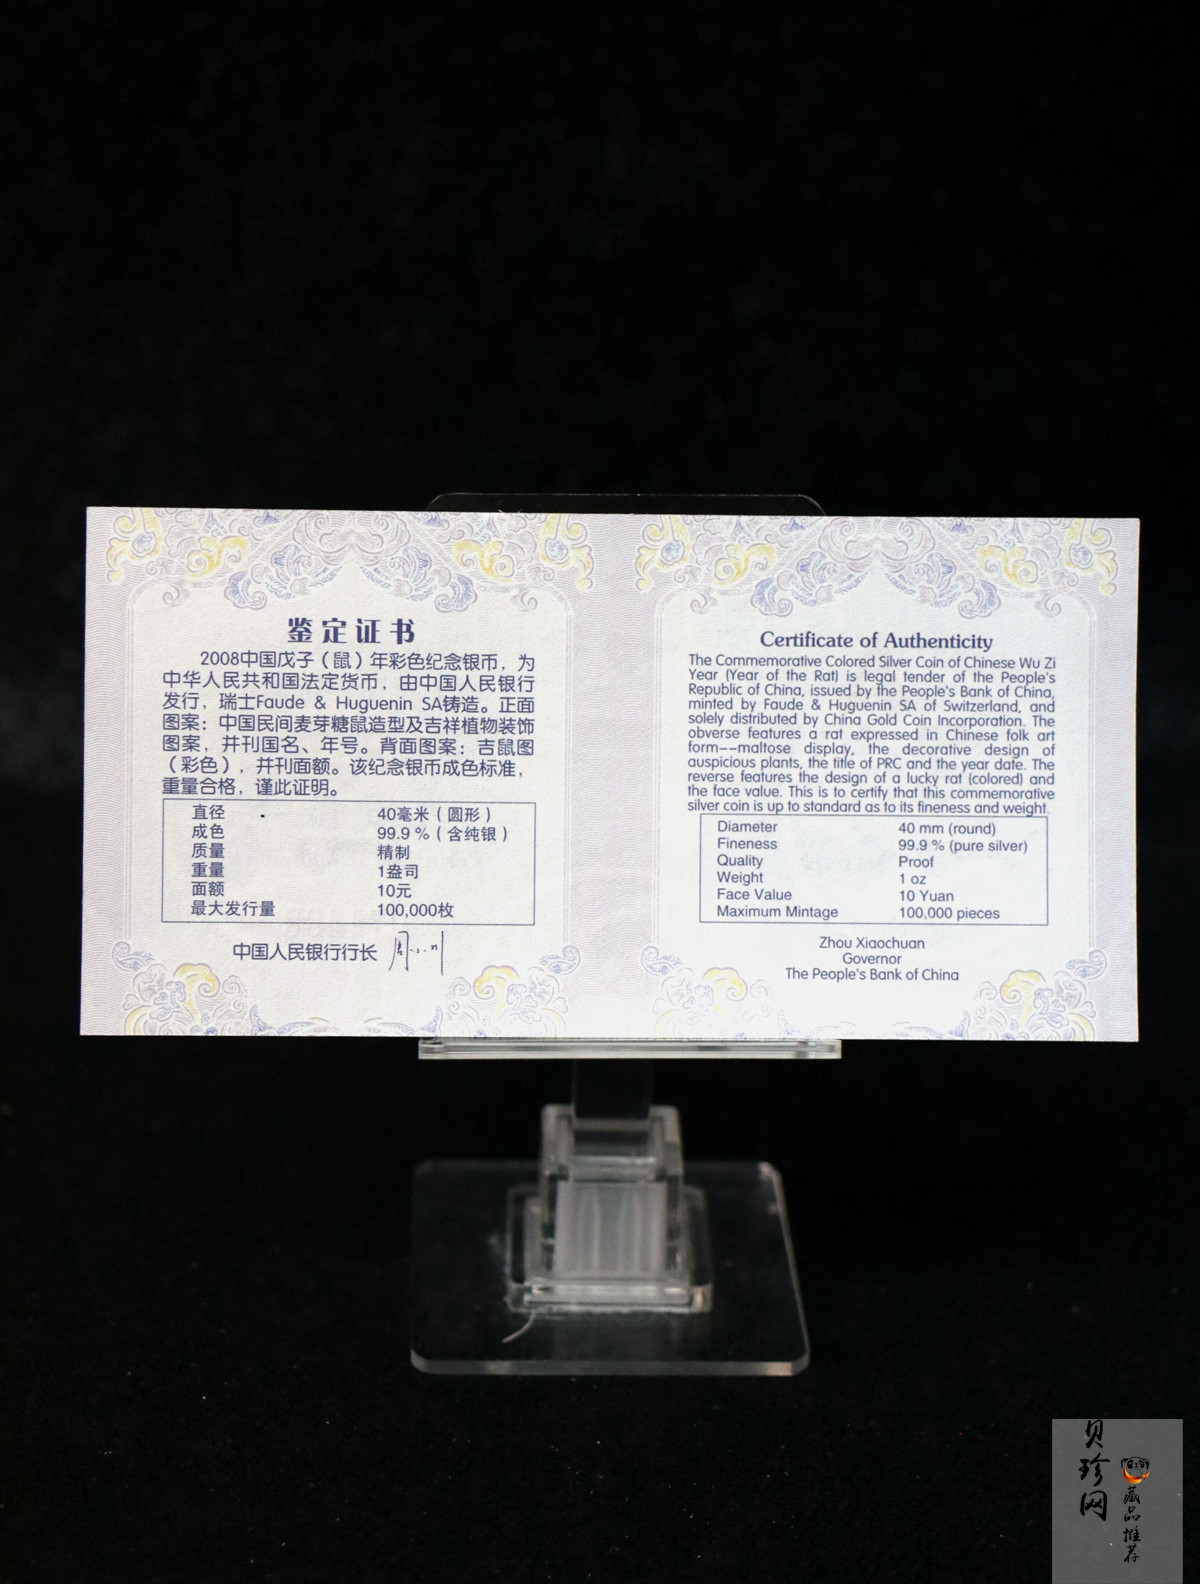 鉴定证书
2008中国戊子（鼠）年彩色纪念银币，为
中华人民共和国法定货币，由中国人民银行
发行，瑞士Faude & Huguenin SA铸造。正面
图案：中国民间麦芽糖鼠造型及吉祥植物装饰
图案，并刊国名、年号。背面图案：吉鼠图
（彩色），并刊面额。该纪念银币成色标准，
重量合格，谨此证明。
直径 40毫米（圆形）
成色 99.9 %（含纯银）
质量 精制
重量 1盎司
面额 10元
最大发行量 100,000枚
中国人民银行行长
Certificate of Authenticity
The Commemorative Colored Silver Coin of Chinese Wu Zi
Year (Year of the Rat) is legal tender of the People's
Republic of China, issued by the People's Bank of China,
minted by Faude & Huguenin SA of Switzerland, and
solely distributed by China Gold Coin Incorporation. The
obverse features a rat expressed in Chinese folk art
form--maltose display, the decorative design of
auspicious plants, the title of PRC and the year date. The
reverse features the design of a lucky rat (colored) and
the face value. This is to certify that this commemorative
silver coin is up to standard as to its fineness and weight.
Diameter 40 mm (round)
Fineness 99.9 % (pure silver)
Quality Proof
Weight 1 oz
Face Value 10 Yuan
Maximum Mintage 100,000 pieces
Zhou Xiaochuan
Governor
The People's Bank of China
贝珍网
藏品推荐